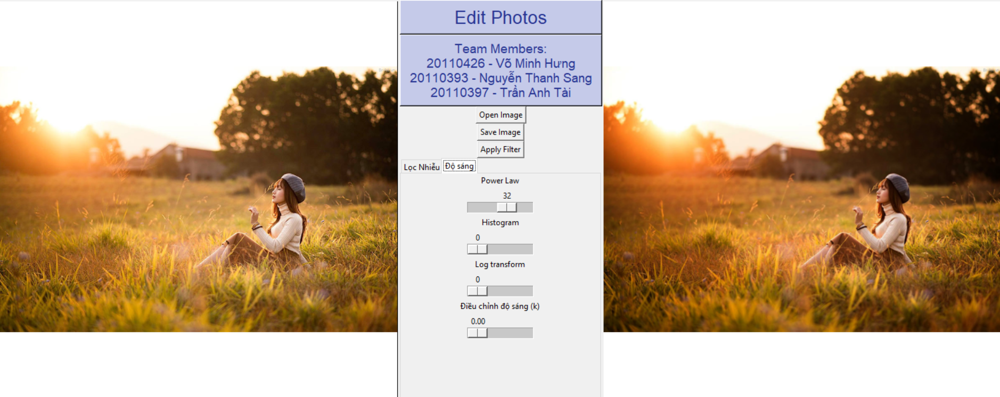 Edit Photos
Team Members:
20110426 - Võ Minh Hưng
20110393 - Nguyễn Thanh Sang
20110397 - Trần Anh Tài
Open Image
Save Image
Apply Filter
Lọc Nhiễu Độ sáng
Power Law
32
Histogram
0
Log transform
0
Điều chỉnh độ sáng (k)
0.00